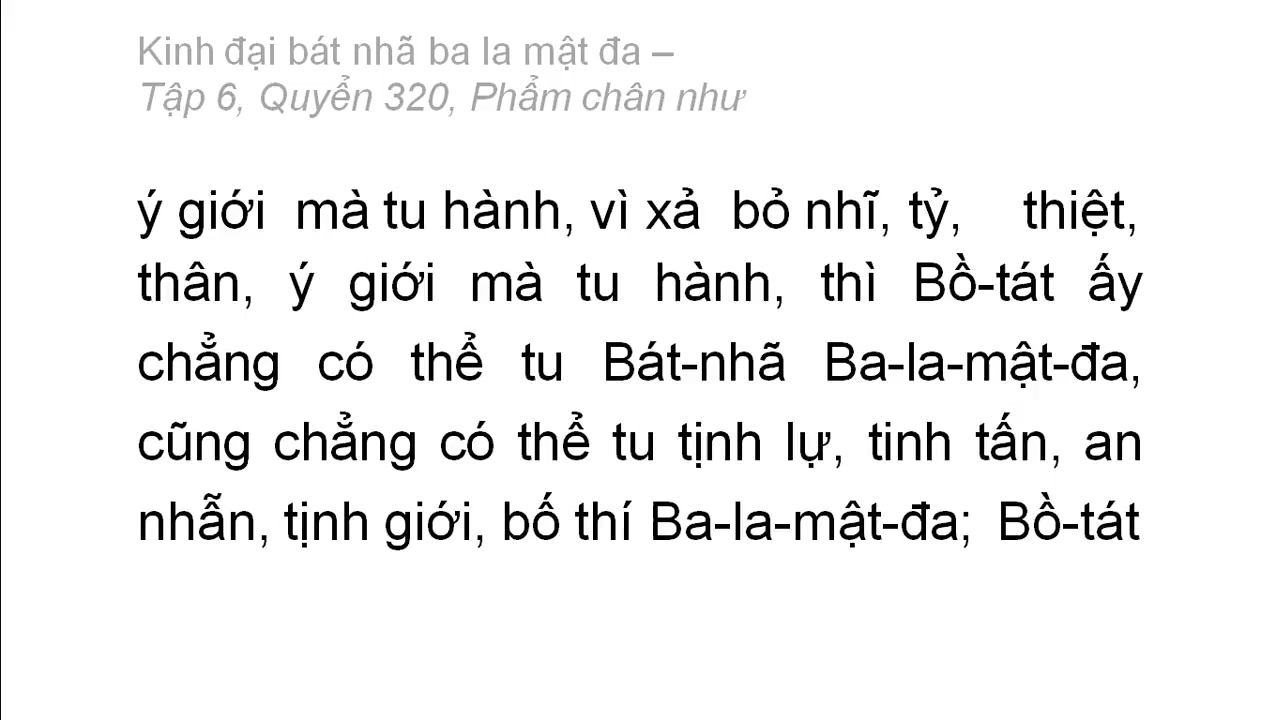 Kinh đại bát nhã ba la mật đa –
Tập 6, Quyển 320, Phẩm chân như
ý giới mà tu hành, vì xả bỏ nhĩ, tỷ, thiệt,
thân, ý giới mà tu hành, thì Bồ-tát ấy
chẳng có thể tu Bát-nhã Ba-la-mật-đa,
cũng chẳng có thể tu tịnh lự, tinh tấn, an
nhẫn, tịnh giới, bố thí Ba-la-mật-đa; Bồ-tát